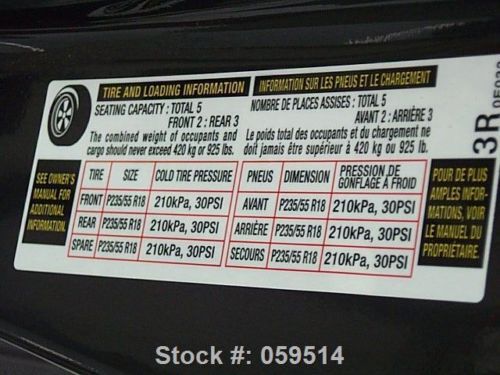 TIRE AND LOADING INFORMATION
SEATING CAPACITY : TOTAL 5
FRONT 2 : REAR 3
The combined weight of occupants and
cargo should never exceed 420 kg or 925 lbs.
INFORMATION SUR LES PNEUS ET LE CHARGEMENT
NOMBRE DE PLACES ASSISES : TOTAL 5
AVANT 2 : ARRIÈRE 3
Le poids total des occupants et du chargement ne
doit jamais être supérieur à 420 kg ou 925 lb.
SEE OWNER'S
MANUAL FOR
ADDITIONAL
INFORMATION.
TIRE SIZE COLD TIRE PRESSURE
FRONT P235/55 R18 210kPa, 30PSI
REAR P235/55 R18 210kPa, 30PSI
SPARE P235/55 R18 210kPa, 30PSI
PNEUS DIMENSION PRESSION DE
GONFLAGE À FROID
AVANT P235/55 R18 210kPa, 30PSI
ARRIÈRE P235/55 R18 210kPa, 30PSI
SECOURS P235/55 R18 210kPa, 30PSI
POUR DE PLUS
AMPLES INFOR-
MATIONS, VOIR
LE MANUEL DU
PROPRIÉTAIRE.
3R
Stock #: 059514